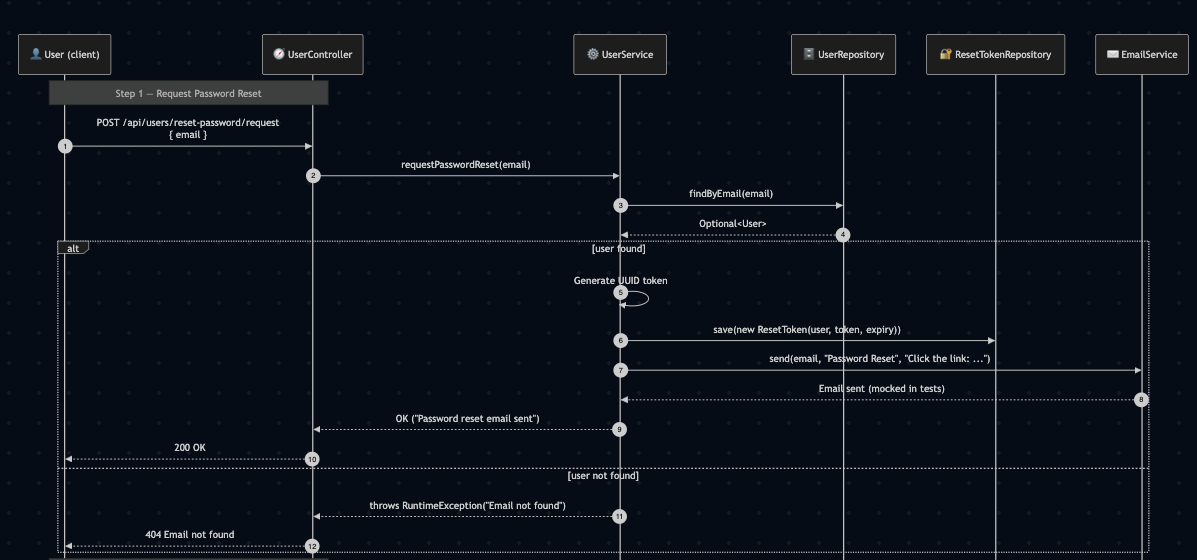 User (client)
UserController
UserService
UserRepository
ResetTokenRepository
EmailService
Step 1 — Request Password Reset
POST /api/users/reset-password/request
{ email }
1
requestPasswordReset(email)
2
findByEmail(email)
3
Optional<User>
4
alt
[user found]
Generate UUID token
5
save(new ResetToken(user, token, expiry))
6
send(email, "Password Reset", "Click the link: ...")
7
Email sent (mocked in tests)
8
OK ("Password reset email sent")
9
200 OK
10
[user not found]
throws RuntimeException("Email not found")
11
404 Email not found
12